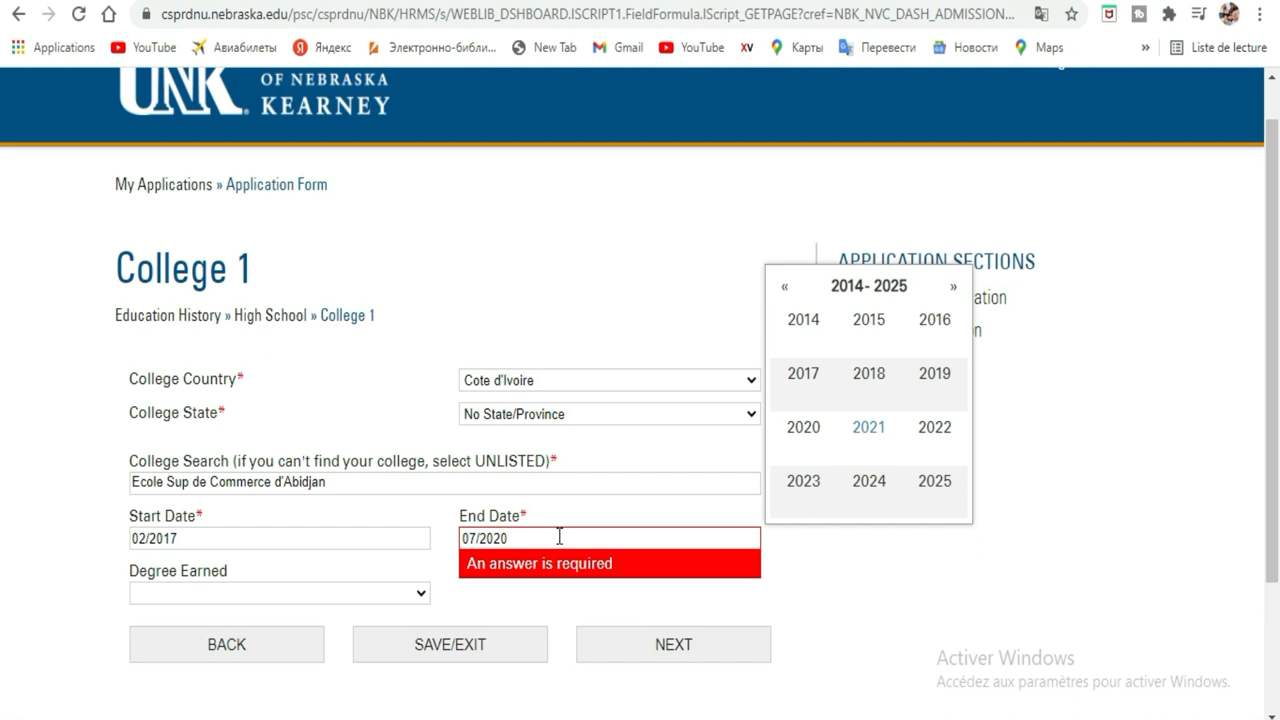 csprdnu.nebraska.edu/psc/csprdnu/NBK/HRMS/s/WEBLIB_DSHBOARD.ISCRIPT1.FieldFormula.IScript_GETPAGE?cref=NBK_NVC_DASH_ADMISSION...
Applications YouTube Авиабилеты Яндекс Электронно-библи... New Tab Gmail YouTube XV Карты Перевести Новости Maps » Liste de lecture
UNK OF NEBRASKA
KEARNEY
My Applications » Application Form
College 1
APPLICATION SECTIONS
Education History » High School » College 1
College Country* Cote d'Ivoire
College State* No State/Province
College Search (if you can't find your college, select UNLISTED)*
Ecole Sup de Commerce d'Abidjan
Start Date* End Date*
02/2017 07/2020
An answer is required
Degree Earned
BACK SAVE/EXIT NEXT
« 2014- 2025 »
2014 2015 2016
2017 2018 2019
2020 2021 2022
2023 2024 2025
Activer Windows
Accédez aux paramètres pour activer Windows.